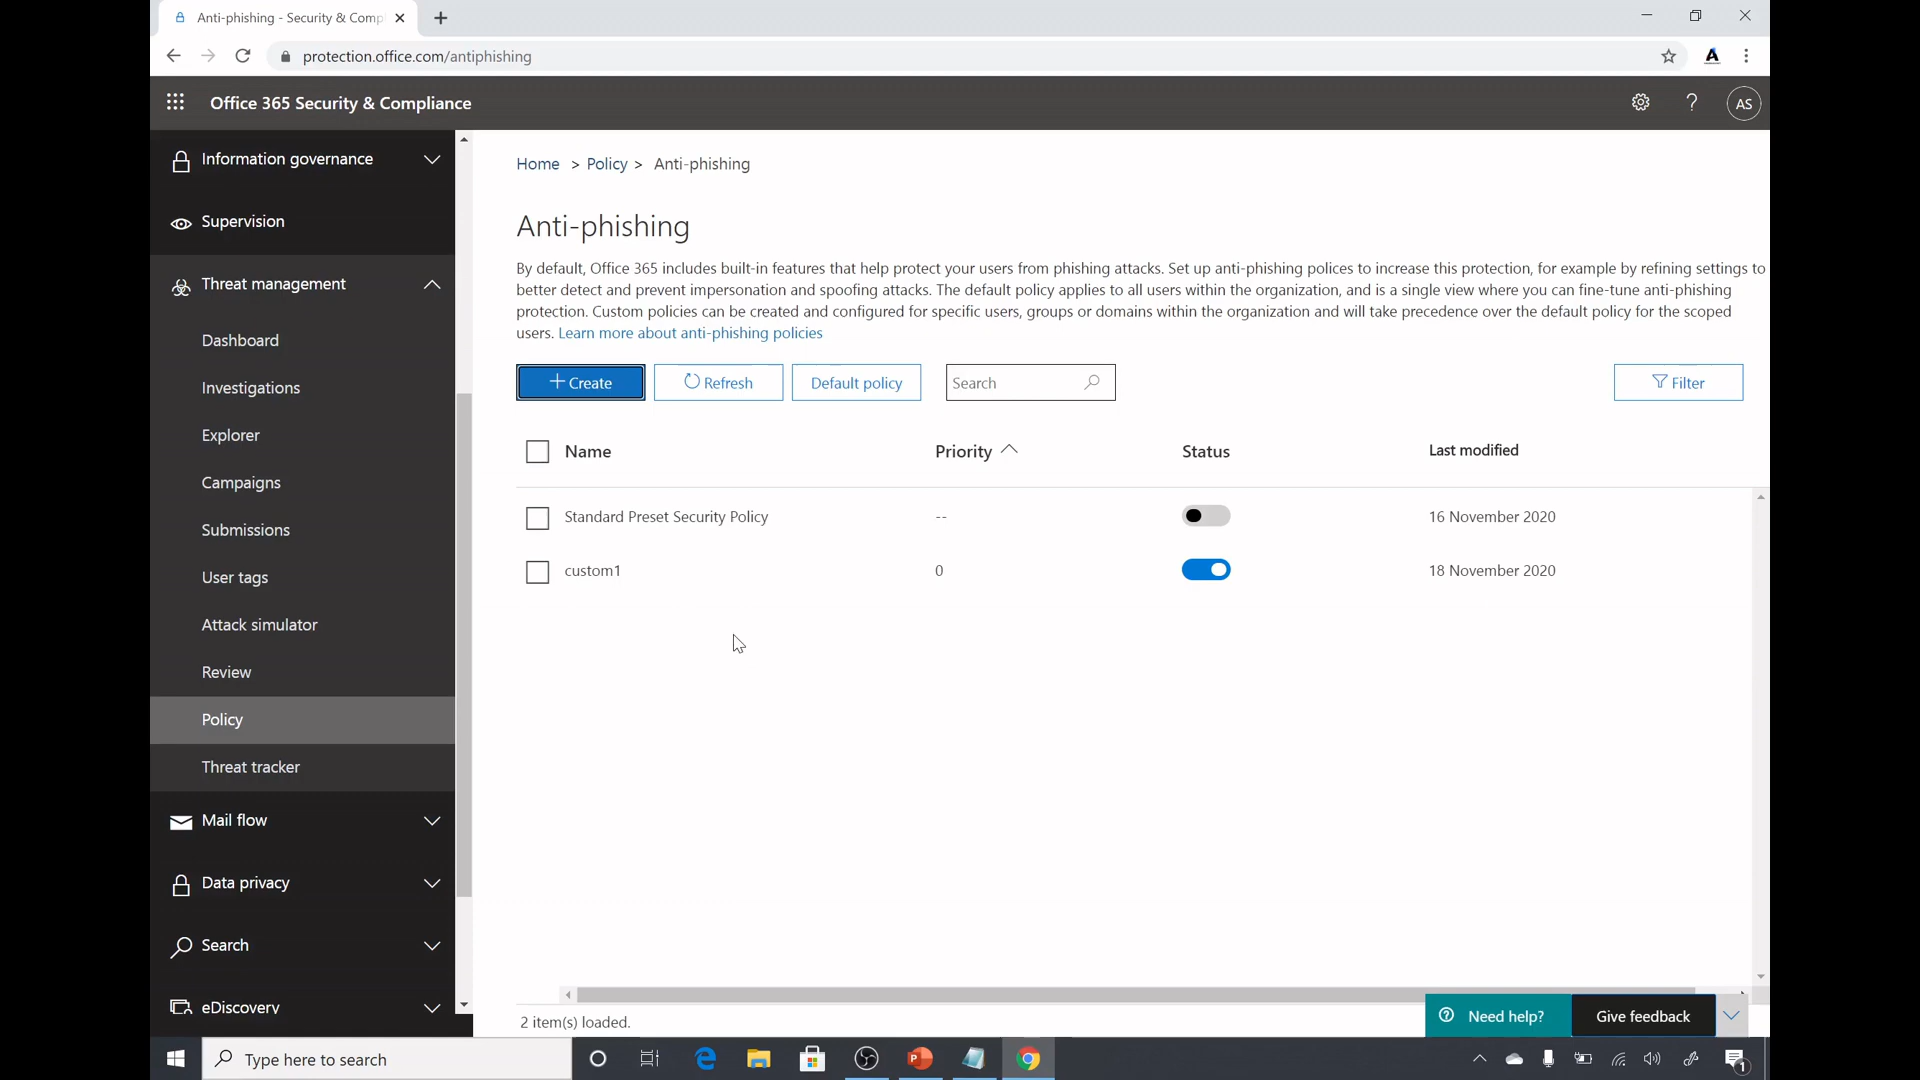 Anti-phishing - Security & Comp
protection.office.com/antiphishing
A
Office 365 Security & Compliance
?
AS
Information governance
Supervision
Threat management
Dashboard
Investigations
Explorer
Campaigns
Submissions
User tags
Attack simulator
Review
Policy
Threat tracker
Mail flow
Data privacy
Search
eDiscovery
Home > Policy > Anti-phishing
Anti-phishing
By default, Office 365 includes built-in features that help protect your users from phishing attacks. Set up anti-phishing polices to increase this protection, for example by refining settings to
better detect and prevent impersonation and spoofing attacks. The default policy applies to all users within the organization, and is a single view where you can fine-tune anti-phishing
protection. Custom policies can be created and configured for specific users, groups or domains within the organization and will take precedence over the default policy for the scoped
users. Learn more about anti-phishing policies
+ Create Refresh Default policy Search Filter
Name Priority Status Last modified
Standard Preset Security Policy -- 16 November 2020
custom1 0 18 November 2020
2 item(s) loaded.
Need help? Give feedback
Type here to search
1